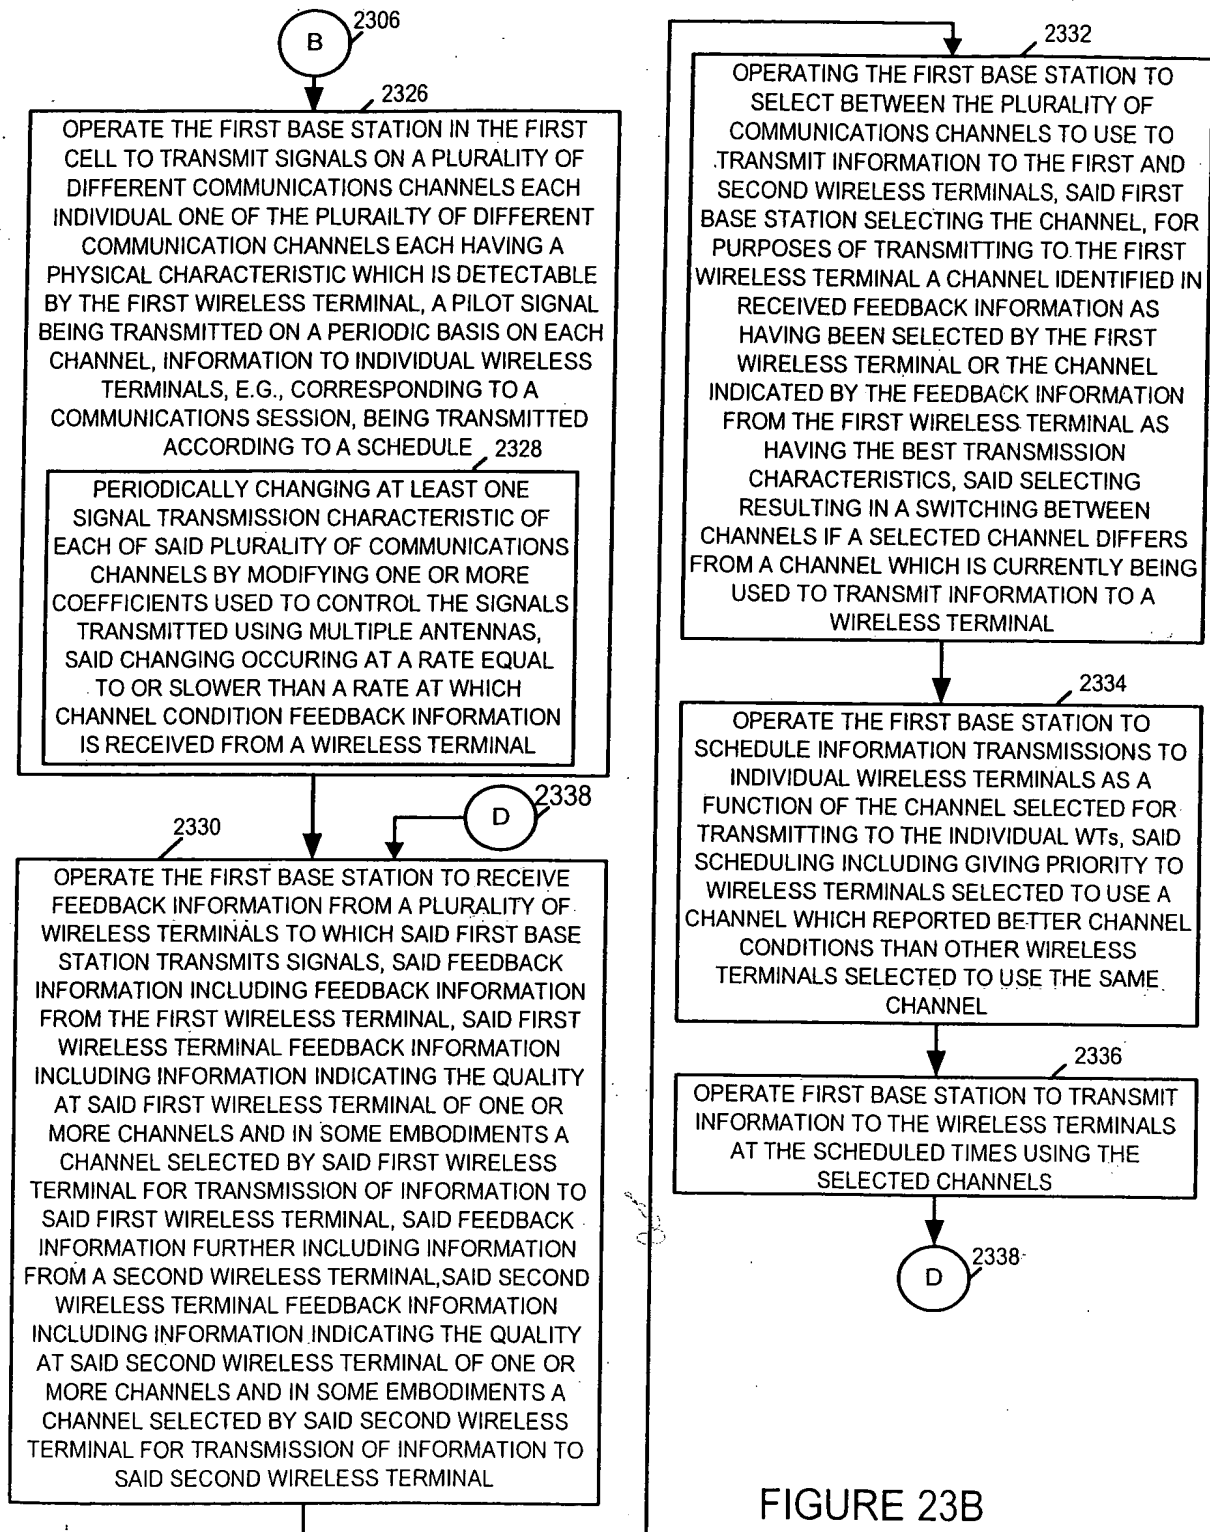 B
2306
2326
OPERATE THE FIRST BASE STATION IN THE FIRST
CELL TO TRANSMIT SIGNALS ON A PLURALITY OF
DIFFERENT COMMUNICATIONS CHANNELS EACH
INDIVIDUAL ONE OF THE PLURAILTY OF DIFFERENT
COMMUNICATION CHANNELS EACH HAVING A
PHYSICAL CHARACTERISTIC WHICH IS DETECTABLE
BY THE FIRST WIRELESS TERMINAL, A PILOT SIGNAL
BEING TRANSMITTED ON A PERIODIC BASIS ON EACH
CHANNEL, INFORMATION TO INDIVIDUAL WIRELESS
TERMINALS, E.G., CORRESPONDING TO A
COMMUNICATIONS SESSION, BEING TRANSMITTED
ACCORDING TO A SCHEDULE
2328
PERIODICALLY CHANGING AT LEAST ONE
SIGNAL TRANSMISSION CHARACTERISTIC OF
EACH OF SAID PLURALITY OF COMMUNICATIONS
CHANNELS BY MODIFYING ONE OR MORE
COEFFICIENTS USED TO CONTROL THE SIGNALS
TRANSMITTED USING MULTIPLE ANTENNAS,
SAID CHANGING OCCURING AT A RATE EQUAL
TO OR SLOWER THAN A RATE AT WHICH
CHANNEL CONDITION FEEDBACK INFORMATION
IS RECEIVED FROM A WIRELESS TERMINAL
D
2338
2330
OPERATE THE FIRST BASE STATION TO RECEIVE
FEEDBACK INFORMATION FROM A PLURALITY OF
WIRELESS TERMINALS TO WHICH SAID FIRST BASE
STATION TRANSMITS SIGNALS, SAID FEEDBACK
INFORMATION INCLUDING FEEDBACK INFORMATION
FROM THE FIRST WIRELESS TERMINAL, SAID FIRST
WIRELESS TERMINAL FEEDBACK INFORMATION
INCLUDING INFORMATION INDICATING THE QUALITY
AT SAID FIRST WIRELESS TERMINAL OF ONE OR
MORE CHANNELS AND IN SOME EMBODIMENTS A
CHANNEL SELECTED BY SAID FIRST WIRELESS
TERMINAL FOR TRANSMISSION OF INFORMATION TO
SAID FIRST WIRELESS TERMINAL, SAID FEEDBACK
INFORMATION FURTHER INCLUDING INFORMATION
FROM A SECOND WIRELESS TERMINAL,SAID SECOND
WIRELESS TERMINAL FEEDBACK INFORMATION
INCLUDING INFORMATION INDICATING THE QUALITY
AT SAID SECOND WIRELESS TERMINAL OF ONE OR
MORE CHANNELS AND IN SOME EMBODIMENTS A
CHANNEL SELECTED BY SAID SECOND WIRELESS
TERMINAL FOR TRANSMISSION OF INFORMATION TO
SAID SECOND WIRELESS TERMINAL
2332
OPERATING THE FIRST BASE STATION TO
SELECT BETWEEN THE PLURALITY OF
COMMUNICATIONS CHANNELS TO USE TO
TRANSMIT INFORMATION TO THE FIRST AND
SECOND WIRELESS TERMINALS, SAID FIRST
BASE STATION SELECTING THE CHANNEL, FOR
PURPOSES OF TRANSMITTING TO THE FIRST
WIRELESS TERMINAL A CHANNEL IDENTIFIED IN
RECEIVED FEEDBACK INFORMATION AS
HAVING BEEN SELECTED BY THE FIRST
WIRELESS TERMINAL OR THE CHANNEL
INDICATED BY THE FEEDBACK INFORMATION
FROM THE FIRST WIRELESS TERMINAL AS
HAVING THE BEST TRANSMISSION
CHARACTERISTICS, SAID SELECTING
RESULTING IN A SWITCHING BETWEEN
CHANNELS IF A SELECTED CHANNEL DIFFERS
FROM A CHANNEL WHICH IS CURRENTLY BEING
USED TO TRANSMIT INFORMATION TO A
WIRELESS TERMINAL
2334
OPERATE THE FIRST BASE STATION TO
SCHEDULE INFORMATION TRANSMISSIONS TO
INDIVIDUAL WIRELESS TERMINALS AS A
FUNCTION OF THE CHANNEL SELECTED FOR
TRANSMITTING TO THE INDIVIDUAL WTs, SAID
SCHEDULING INCLUDING GIVING PRIORITY TO
WIRELESS TERMINALS SELECTED TO USE A
CHANNEL WHICH REPORTED BETTER CHANNEL
CONDITIONS THAN OTHER WIRELESS
TERMINALS SELECTED TO USE THE SAME
CHANNEL
2336
OPERATE FIRST BASE STATION TO TRANSMIT
INFORMATION TO THE WIRELESS TERMINALS
AT THE SCHEDULED TIMES USING THE
SELECTED CHANNELS
D
2338
FIGURE 23B